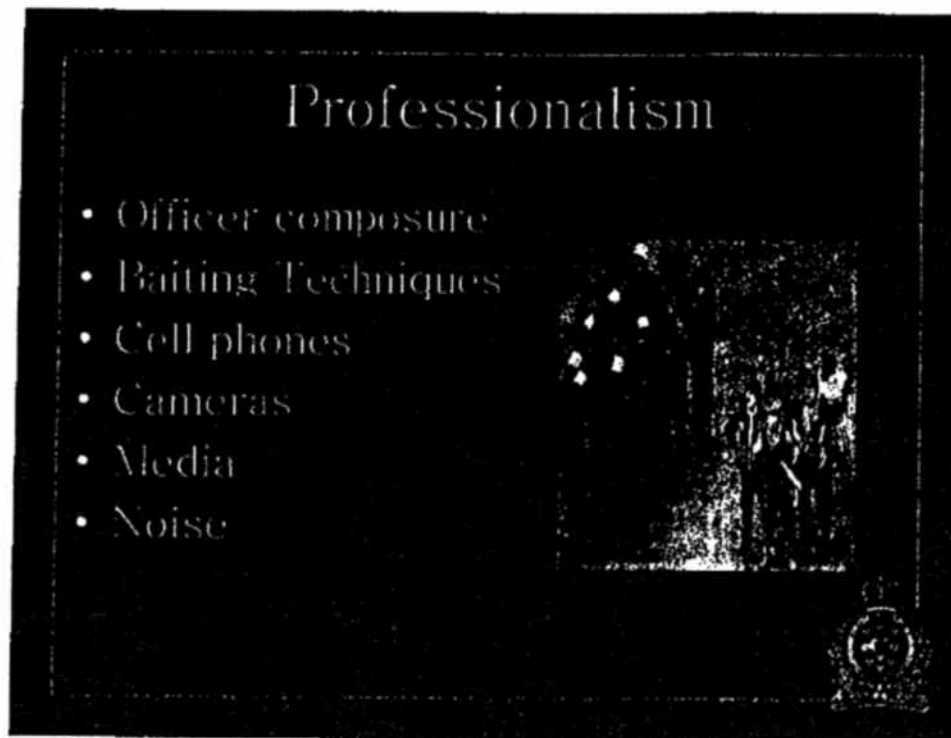 Professionalism
• Officer composure
• Baiting Techniques
• Cell phones
• Cameras
• Media
• Noise